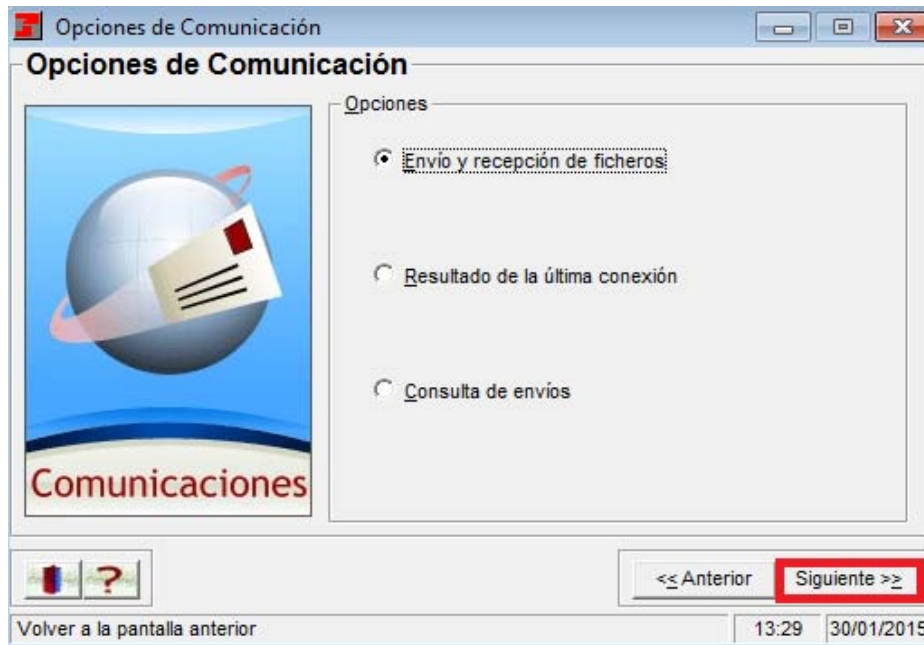 Opciones de Comunicación
Opciones de Comunicación
Opciones
Envío y recepción de ficheros
Resultado de la última conexión
Consulta de envíos
Comunicaciones
?
<< Anterior Siguiente >>
Volver a la pantalla anterior 13:29 30/01/2015